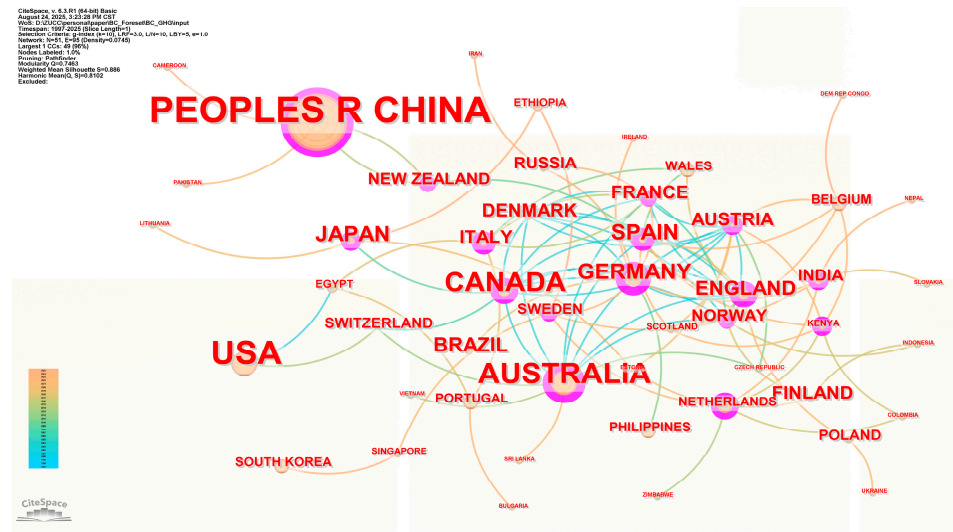 CiteSpace, v. 6.3.R1 (64-bit) Basic
August 24, 2025, 3:23:28 PM CST
WoS: D:\ZUCC\personal\paper\BC_Foreset\BC_GHG\input
Timespan: 1997-2025 (Slice Length=1)
Selection Criteria: g-index (k=10), LRF=3.0, L/N=10, LBY=5, e=1.0
Network: N=51, E=95 (Density=0.0745)
Largest 1 CCs: 49 (96%)
Nodes Labeled: 1.0%
Pruning: Pathfinder
Modularity Q=0.7463
Weighted Mean Silhouette S=0.886
Harmonic Mean(Q, S)=0.8102
Excluded:
IRAN
CAMEROON
DEM REP CONGO
ETHIOPIA
PEOPLES R CHINA
IRELAND
RUSSIA
WALES
NEW ZEALAND
PAKISTAN
FRANCE
BELGIUM
NEPAL
DENMARK
AUSTRIA
LITHUANIA
JAPAN
ITALY
SPAIN
GERMANY
INDIA
CANADA
EGYPT
ENGLAND
SLOVAKIA
SWEDEN
NORWAY
SWITZERLAND
SCOTLAND
KENYA
BRAZIL
INDONESIA
USA
AUSTRALIA
ESTONIA
CZECH REPUBLIC
VIETNAM
PORTUGAL
NETHERLANDS
FINLAND
COLOMBIA
PHILIPPINES
POLAND
SINGAPORE
SOUTH KOREA
SRI LANKA
ZIMBABWE
UKRAINE
BULGARIA
CiteSpace